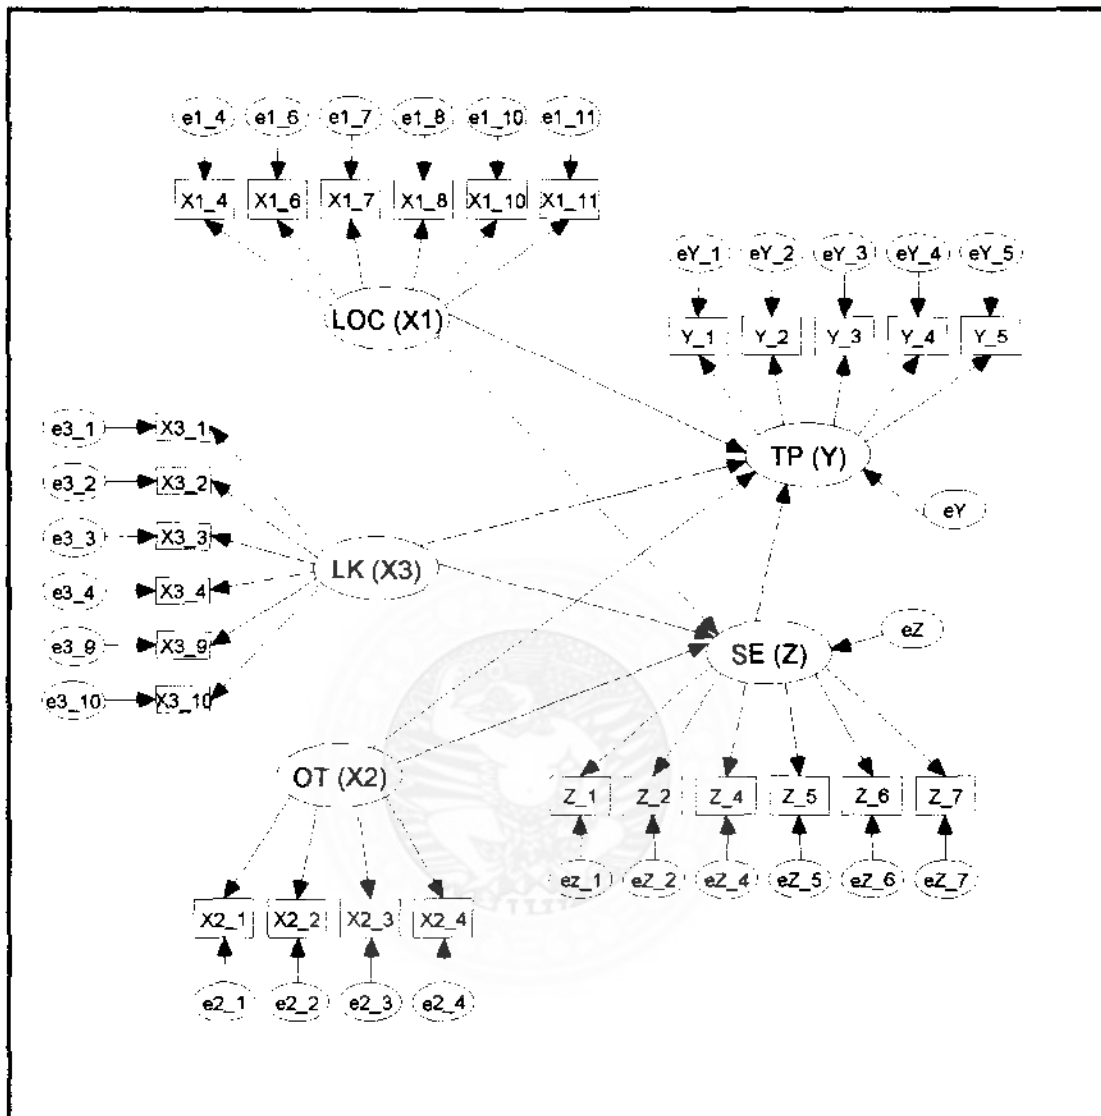 e1_4 e1_6 e1_7 e1_8 e1_10 e1_11
X1_4 X1_6 X1_7 X1_8 X1_10 X1_11
eY_1 eY_2 eY_3 eY_4 eY_5
LOC (X1)
Y_1 Y_2 Y_3 Y_4 Y_5
e3_1 X3_1
TP (Y)
e3_2 X3_2
eY
e3_3 X3_3
LK (X3)
e3_4 X3_4
eZ
e3_9 X3_9
SE (Z)
e3_10 X3_10
OT (X2)
Z_1 Z_2 Z_4 Z_5 Z_6 Z_7
ez_1 eZ_2 eZ_4 eZ_5 eZ_6 eZ_7
X2_1 X2_2 X2_3 X2_4
e2_1 e2_2 e2_3 e2_4